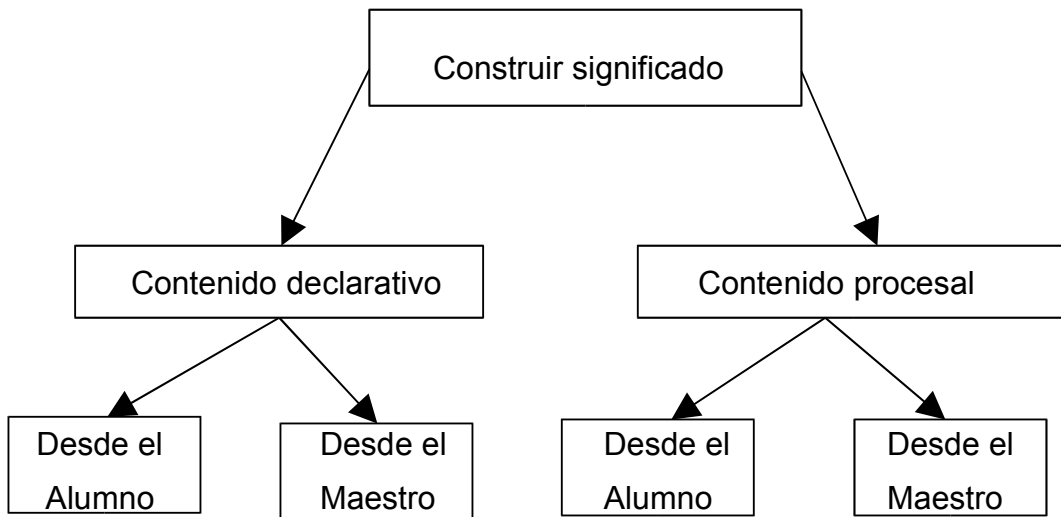 Construir significado
Contenido declarativo
Contenido procesal
Desde el
Alumno
Desde el
Maestro
Desde el
Alumno
Desde el
Maestro